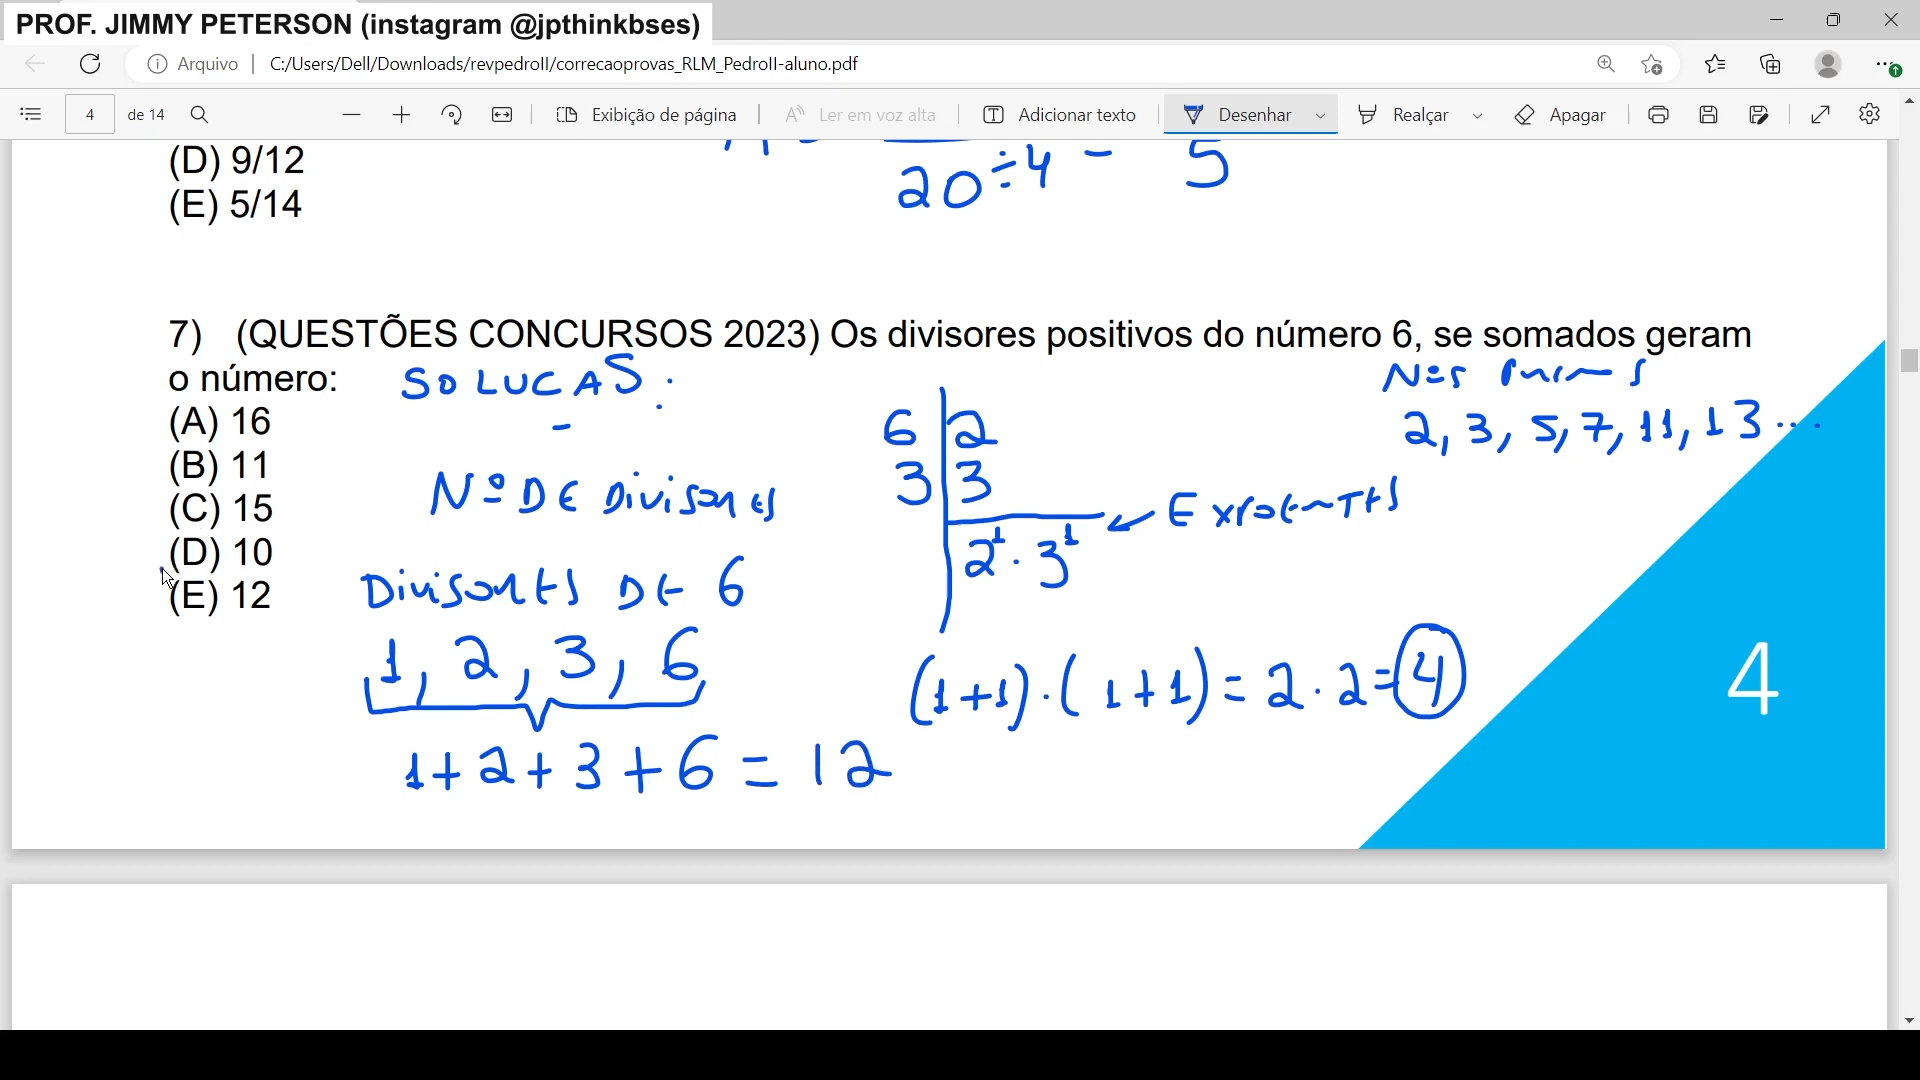 PROF. JIMMY PETERSON (instagram @jpthinkbses)
Arquivo C:/Users/Dell/Downloads/revpedroII/correcaoprovas_RLM_PedroII-aluno.pdf
4 de 14 Exibição de página Ler em voz alta Adicionar texto Desenhar Realçar Apagar
(D) 9/12
(E) 5/14
20 ÷4 - 5
7) (QUESTÕES CONCURSOS 2023) Os divisores positivos do número 6, se somados geram
o número:
(A) 16
(B) 11
(C) 15
(D) 10
(E) 12
SOLUCAS:
Nº DE DIVISORES
DIVISORES DE 6
1, 2, 3, 6
1+2+3+6=12
6 2
3 3
2¹·3¹
EXPOENTES
Nºs
2, 3, 5, 7, 11, 13...
(1+1)·(1+1)=2·2=4
4